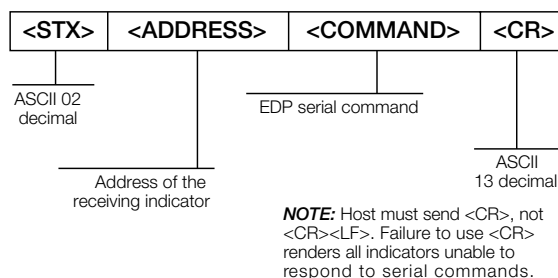 <STX> <ADDRESS> <COMMAND> <CR>
ASCII 02
decimal
EDP serial command
Address of the
receiving indicator
ASCII
13 decimal
NOTE: Host must send <CR>, not
<CR><LF>. Failure to use <CR>
renders all indicators unable to
respond to serial commands.